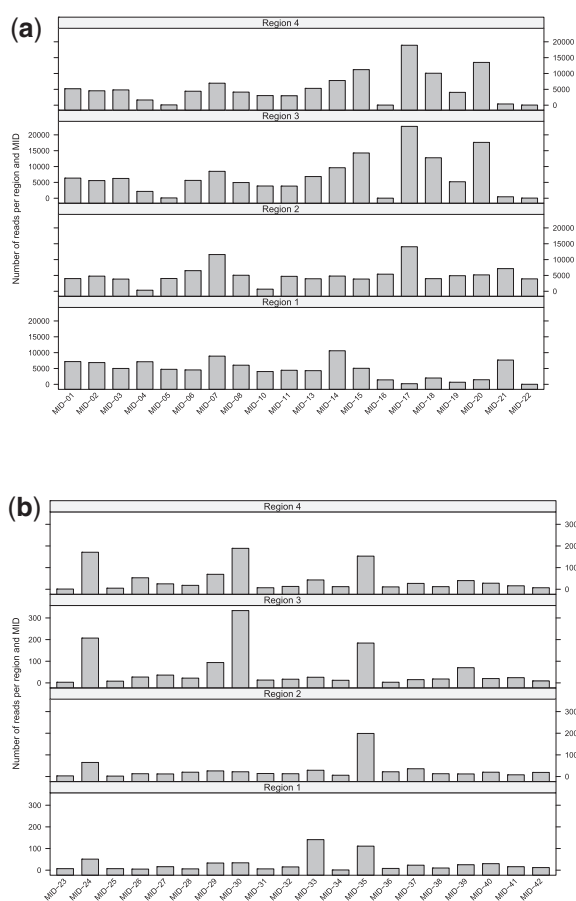 (a)
Region 4
20000
15000
10000
5000
0
Region 3
20000
15000
10000
5000
0
Region 2
20000
15000
10000
5000
0
Region 1
20000
15000
10000
5000
0
Number of reads per region and MID
MID−01
MID−02
MID−03
MID−04
MID−05
MID−06
MID−07
MID−08
MID−10
MID−11
MID−13
MID−14
MID−15
MID−16
MID−17
MID−18
MID−19
MID−20
MID−21
MID−22
(b)
Region 4
300
200
100
0
Region 3
300
200
100
0
Region 2
300
200
100
0
Region 1
300
200
100
0
Number of reads per region and MID
MID−23
MID−24
MID−25
MID−26
MID−27
MID−28
MID−29
MID−30
MID−31
MID−32
MID−33
MID−34
MID−35
MID−36
MID−37
MID−38
MID−39
MID−40
MID−41
MID−42